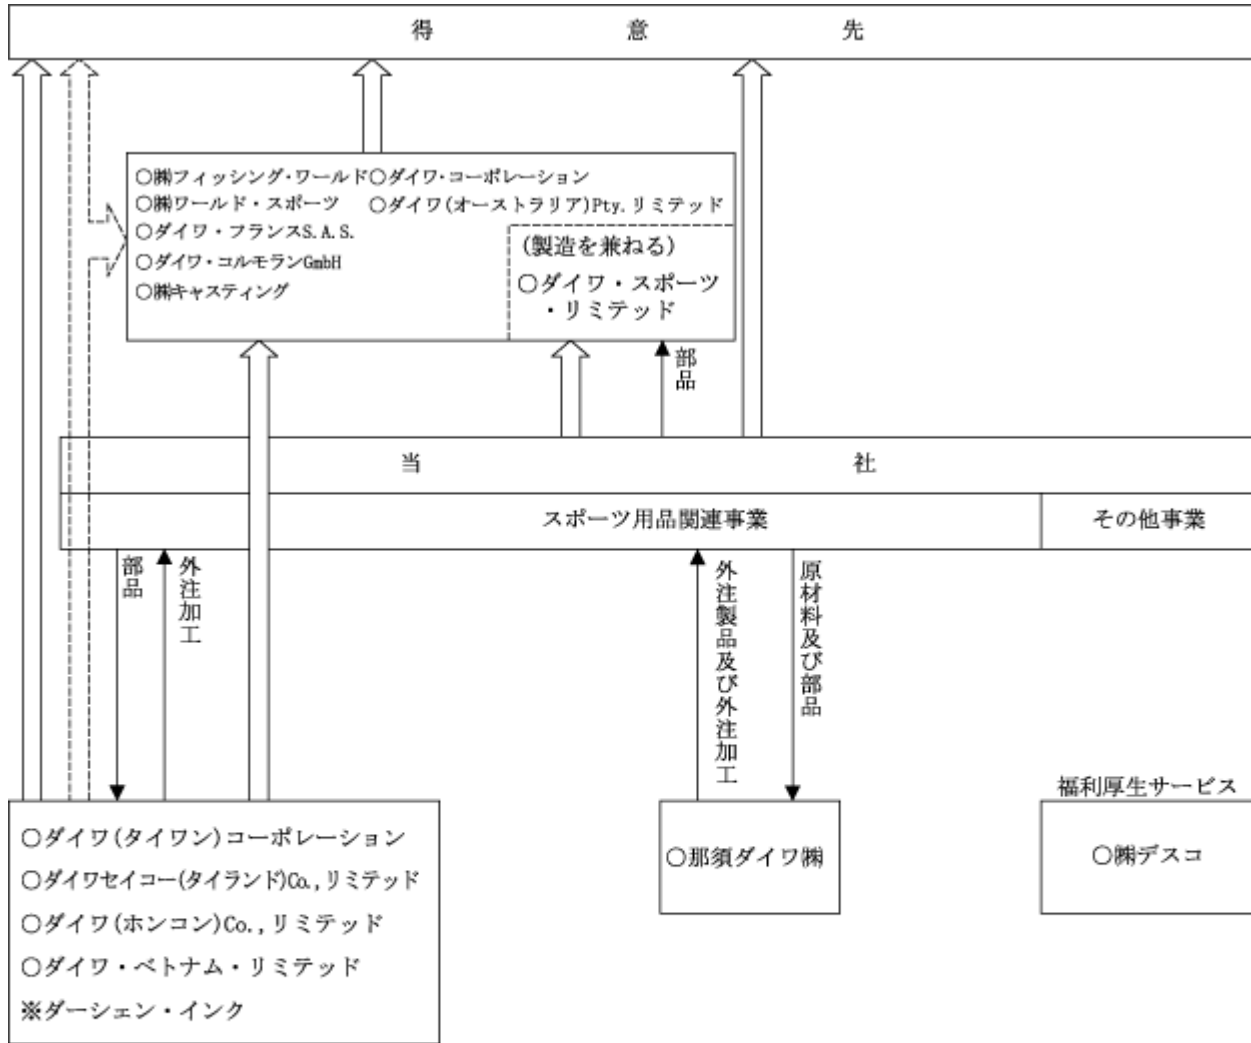 得意先
○㈱フィッシング・ワールド○ダイワ・コーポレーション
○㈱ワールド・スポーツ　○ダイワ(オーストラリア)Pty.リミテッド
○ダイワ・フランスS.A.S.
○ダイワ・コルモランGmbH
○㈱キャスティング
(製造を兼ねる)
○ダイワ・スポーツ
・リミテッド
部品
当社
スポーツ用品関連事業
その他事業
部品
外注加工
外注製品及び外注加工
原材料及び部品
○ダイワ(タイワン)コーポレーション
○ダイワセイコー(タイランド)Co.,リミテッド
○ダイワ(ホンコン)Co.,リミテッド
○ダイワ・ベトナム・リミテッド
※ダーシェン・インク
○那須ダイワ㈱
福利厚生サービス
○㈱デスコ